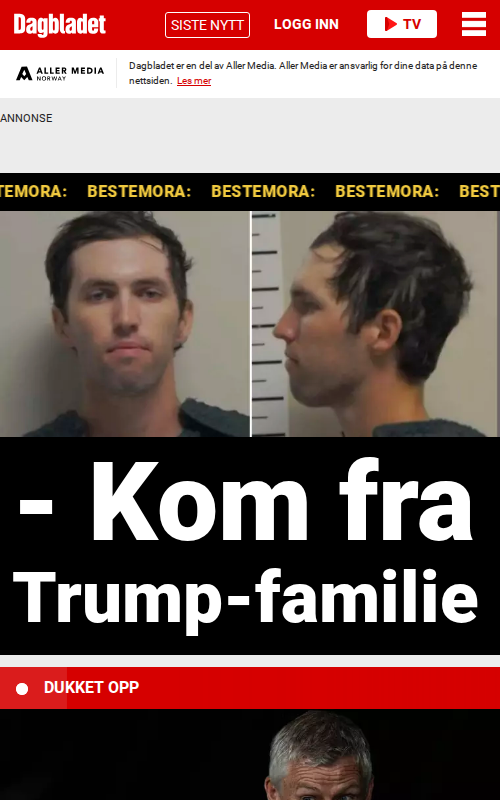 Dagbladet
SISTE NYTT
LOGG INN
TV
ALLER MEDIA
NORWAY
Dagbladet er en del av Aller Media. Aller Media er ansvarlig for dine data på denne
nettsiden. Les mer
ANNONSE
TEMORA: BESTEMORA: BESTEMORA: BESTEMORA: BEST
- Kom fra
Trump-familie
DUKKET OPP